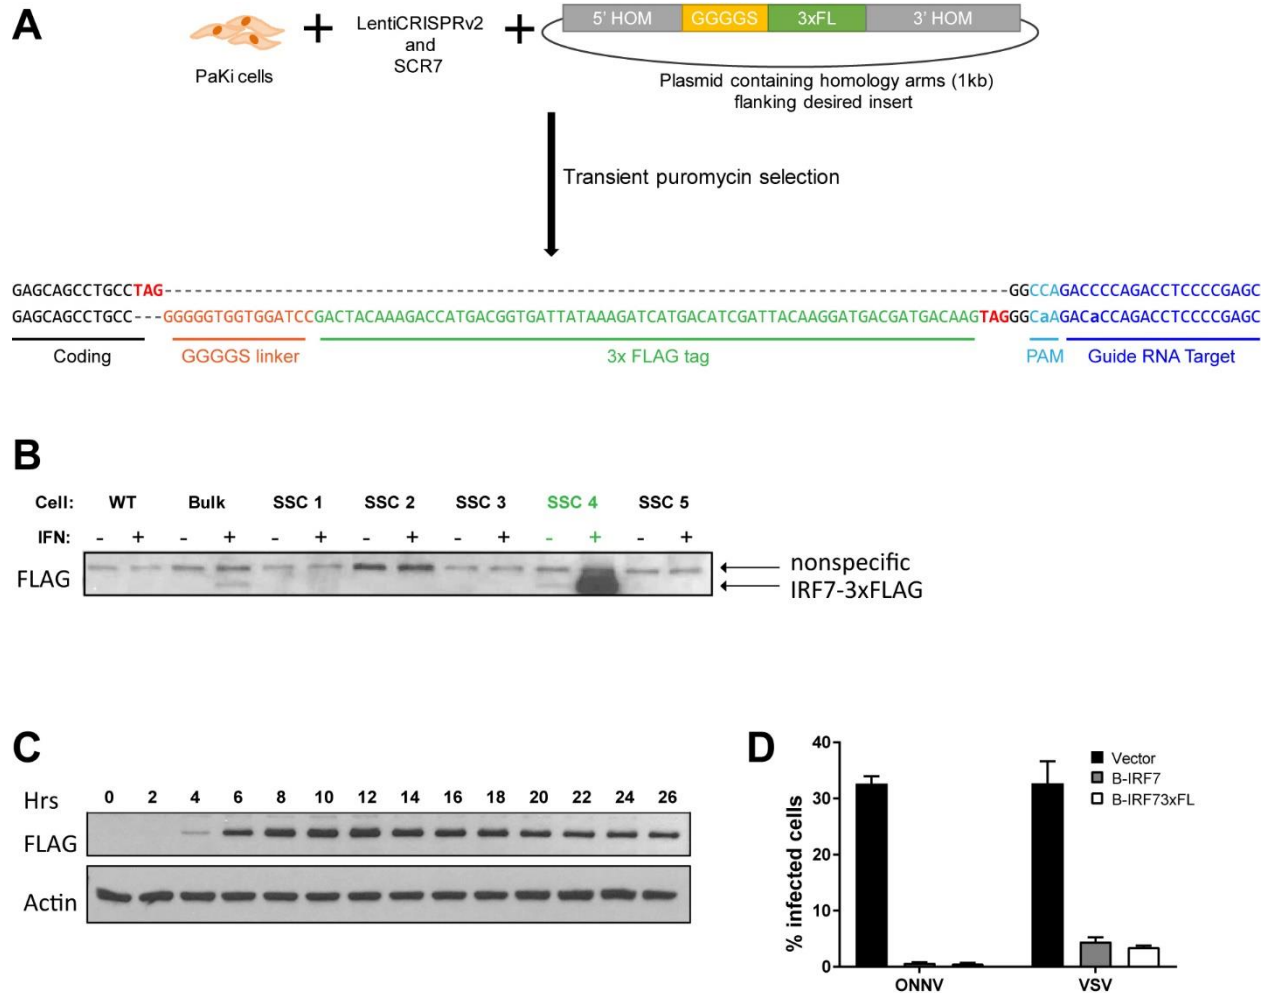 A
PaKi cells
+
LentiCRISPRv2
and
SCR7
+
5’ HOM GGGGS 3xFL 3’ HOM
Plasmid containing homology arms (1kb)
flanking desired insert
Transient puromycin selection
GAGCAGCCTGCCTAG--------------------------------------------------------------------------------GGCCAGACCCCAGACCTCCCCGAGC
GAGCAGCCTGCC---GGGGGTGGTGGATCCGACTACAAAGACCATGACGGTGATTATAAAGATCATGACATCGATTACAAGGATGACGATGACAAGTAGGGCaAGACaCCAGACCTCCCCGAGC
Coding GGGGS linker 3x FLAG tag PAM Guide RNA Target
B
Cell: WT Bulk SSC 1 SSC 2 SSC 3 SSC 4 SSC 5
IFN: - + - + - + - + - + - + - +
FLAG
nonspecific
IRF7-3xFLAG
C
Hrs 0 2 4 6 8 10 12 14 16 18 20 22 24 26
FLAG
Actin
D
% infected cells
40
30
20
10
0
ONNV VSV
Vector
B-IRF7
B-IRF73xFL